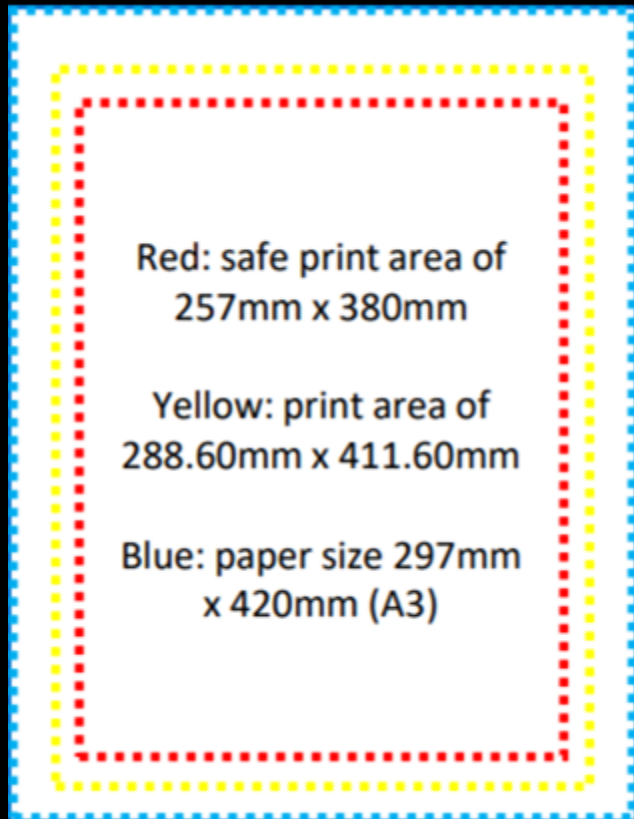 Red: safe print area of
257mm x 380mm
Yellow: print area of
288.60mm x 411.60mm
Blue: paper size 297mm
x 420mm (A3)